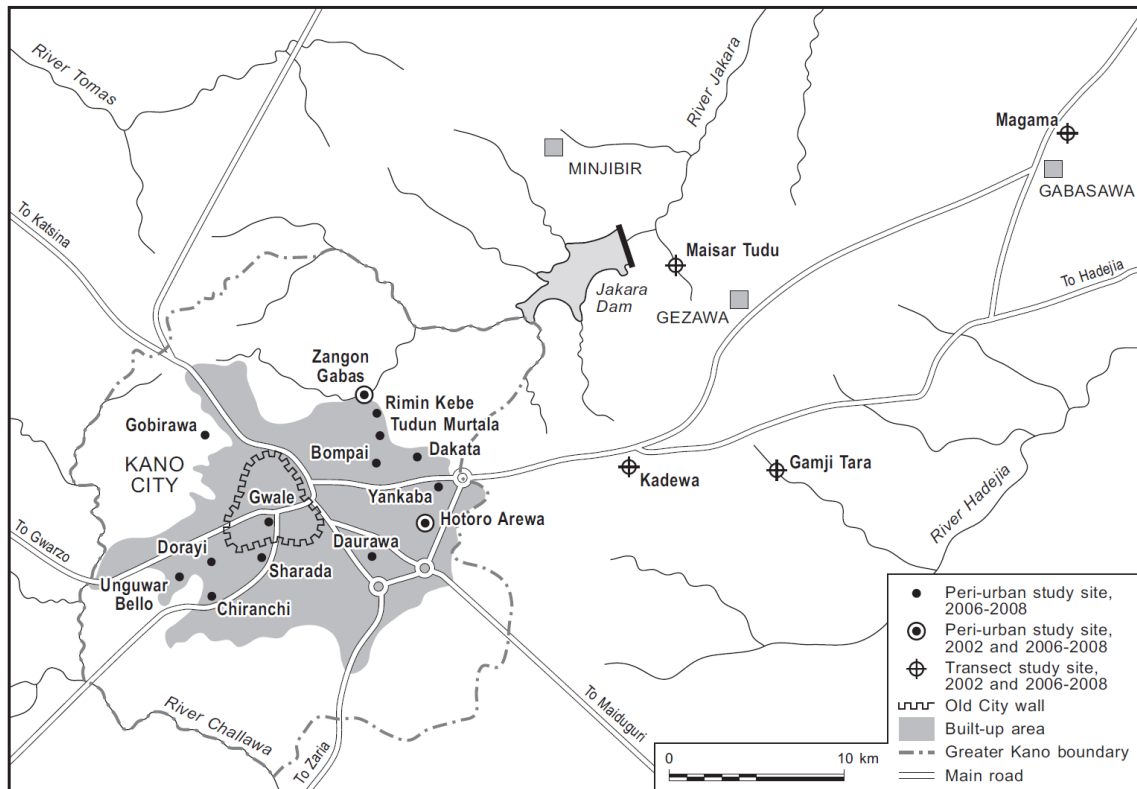 River Tomas
River Jakara
Magama
MINJIBIR
GABASAWA
To Katsina
Maisar Tudu
To Hadejia
Jakara
Dam
GEZAWA
Zangon
Gabas
Rimin Kebe
Gobirawa
Tudun Murtala
Bompai
Dakata
KANO
CITY
Kadewa
Gamji Tara
Yankaba
Gwale
River Hadejia
Hotoro Arewa
To Gwarzo
Dorayi
Daurawa
Sharada
Unguwar
Bello
Chiranchi
River Challawa
To Zaria
To Maiduguri
Peri-urban study site,
2006-2008
Peri-urban study site,
2002 and 2006-2008
Transect study site,
2002 and 2006-2008
Old City wall
Built-up area
Greater Kano boundary
Main road
0 10 km